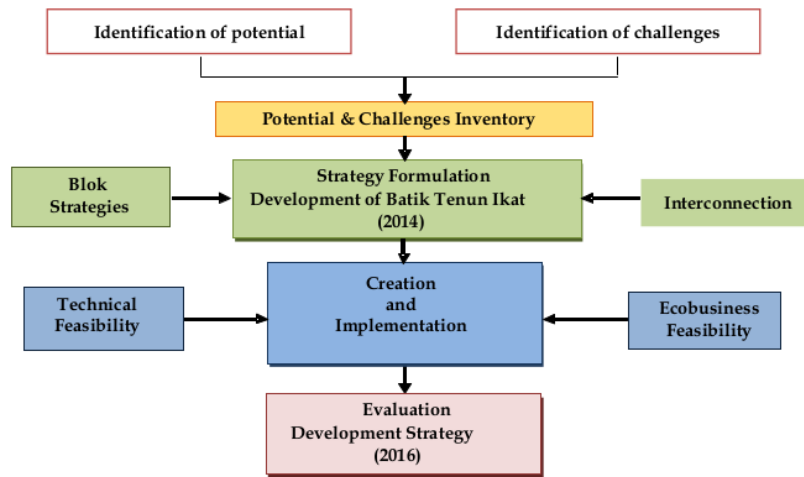 Identification of potential
Identification of challenges
Potential & Challenges Inventory
Blok
Strategies
Strategy Formulation
Development of Batik Tenun Ikat
(2014)
Interconnection
Technical
Feasibility
Creation
and
Implementation
Ecobusiness
Feasibility
Evaluation
Development Strategy
(2016)